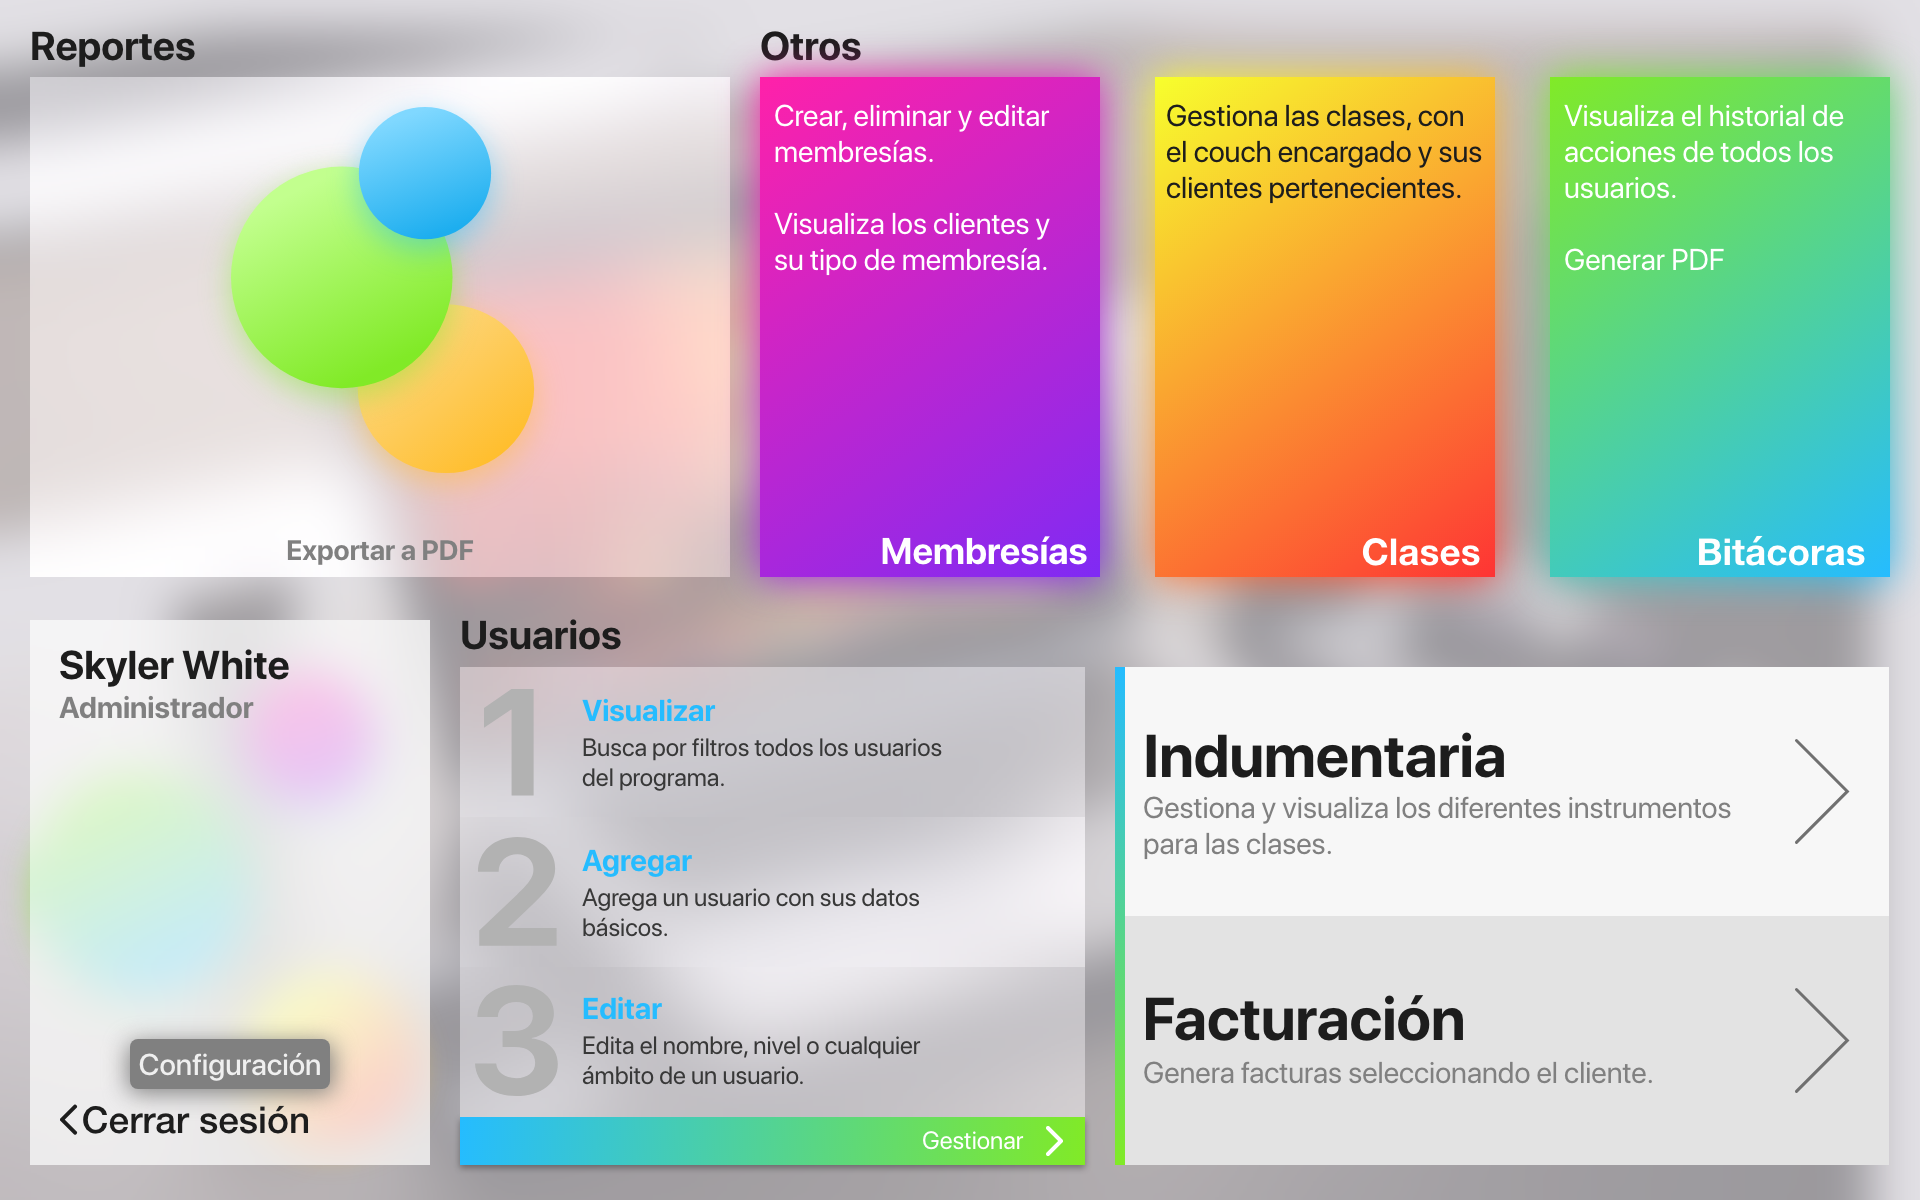 Reportes
Exportar a PDF
Otros
Crear, eliminar y editar
membresías.
Visualiza los clientes y
su tipo de membresía.
Membresías
Gestiona las clases, con
el couch encargado y sus
clientes pertenecientes.
Clases
Visualiza el historial de
acciones de todos los
usuarios.
Generar PDF
Bitácoras
Skyler White
Administrador
Configuración
Cerrar sesión
Usuarios
1
Visualizar
Busca por filtros todos los usuarios
del programa.
2
Agregar
Agrega un usuario con sus datos
básicos.
3
Editar
Edita el nombre, nivel o cualquier
ámbito de un usuario.
Gestionar
Indumentaria
Gestiona y visualiza los diferentes instrumentos
para las clases.
Facturación
Genera facturas seleccionando el cliente.